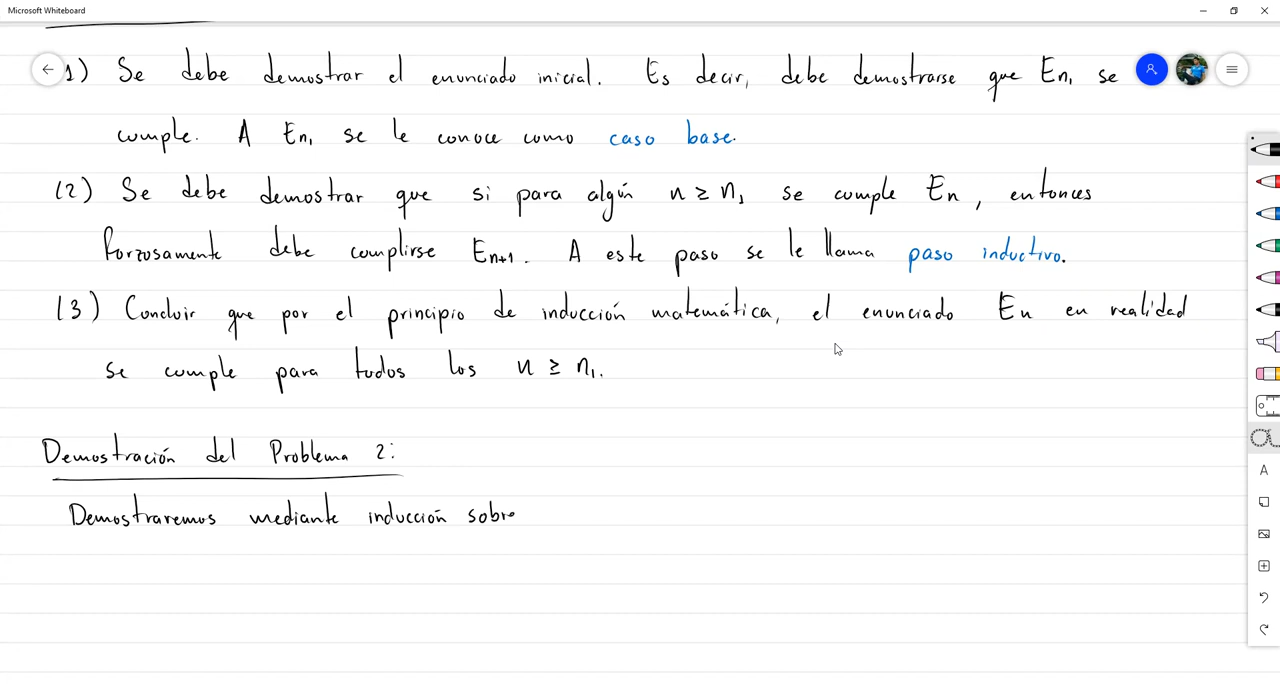 Microsoft Whiteboard
1) Se debe demostrar el enunciado inicial. Es decir, debe demostrarse que En₁ se
cumple. A En₁ se le conoce como caso base.
(2) Se debe demostrar que si para algún n ≥ n₁ se cumple En, entonces
forzosamente debe cumplirse En+1. A este paso se le llama paso inductivo.
(3) Concluir que por el principio de inducción matemática, el enunciado En en realidad
se cumple para todos los n ≥ n₁.
Demostración del Problema 2:
Demostraremos mediante inducción sobre